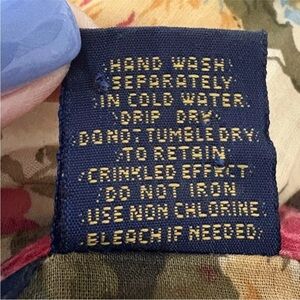 HAND WASH
SEPARATELY
IN COLD WATER
DRIP DRY
DO NOT TUMBLE DRY
TO RETAIN
CRINKLED EFFECT
DO NOT IRON
USE NON CHLORINE
BLEACH IF NEEDED